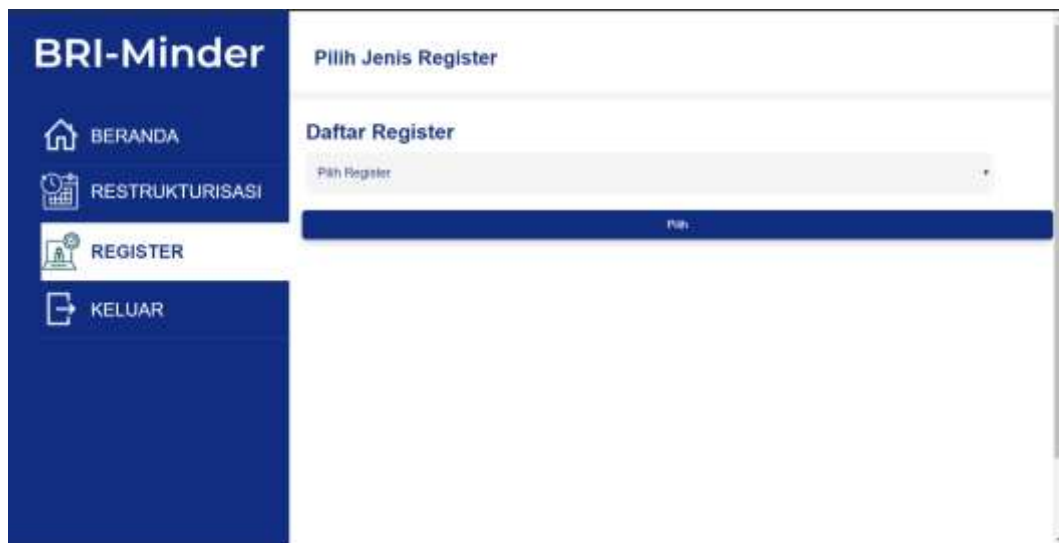 BRI-Minder
BERANDA
RESTRUKTURISASI
REGISTER
KELUAR
Pilih Jenis Register
Daftar Register
Pilih Register
Pilih